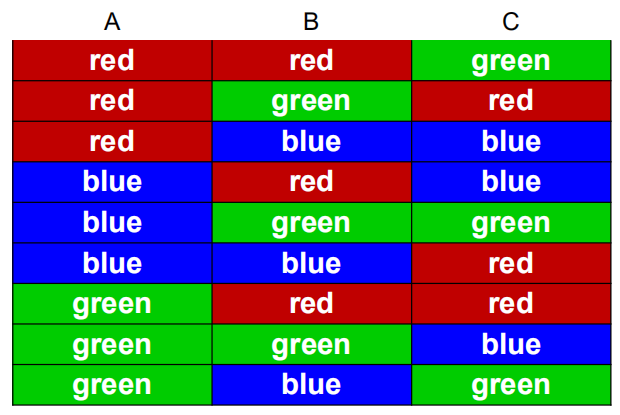 A B C
red red green
red green red
red blue blue
blue red blue
blue green green
blue blue red
green red red
green green blue
green blue green